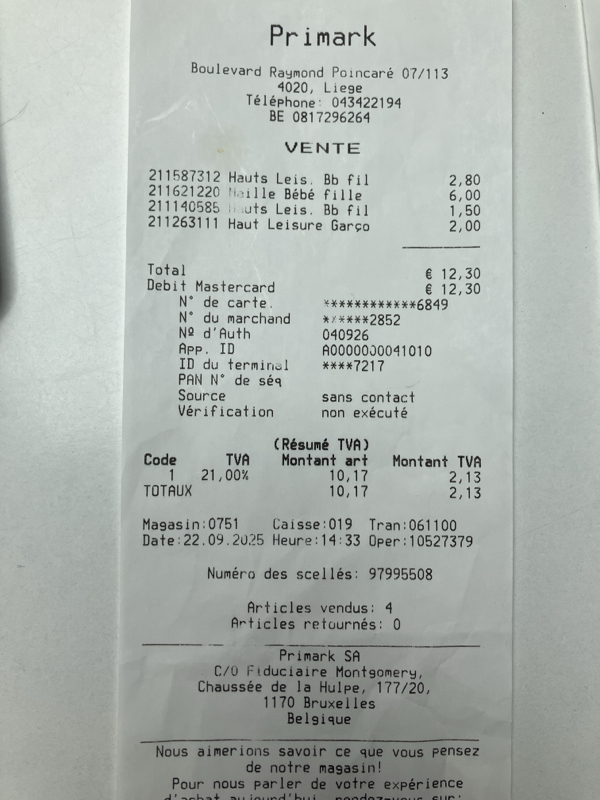 Primark
Boulevard Raymond Poincaré 07/113
4020, Liege
Téléphone: 043422194
BE 0817296264
VENTE
211587312 Hauts Leis. Bb fil 2,80
211621220 Maille Bébé fille 6,00
211140585 Hauts Leis. Bb fil 1,50
211263111 Haut Leisure Garço 2,00
Total € 12,30
Debit Mastercard € 12,30
N° de carte. ************6849
N° du marchand *******2852
Nº d'Auth 040926
App. ID A0000000041010
ID du terminal ****7217
PAN N° de séq
Source sans contact
Vérification non exécuté
(Résumé TVA)
Code TVA Montant art Montant TVA
1 21,00% 10,17 2,13
TOTAUX 10,17 2,13
Magasin:0751 Caisse:019 Tran:061100
Date:22.09.2025 Heure:14:33 Oper:10527379
Numéro des scellés: 97995508
Articles vendus: 4
Articles retournés: 0
Primark SA
C/O Fiduciaire Montgomery,
Chaussée de la Hulpe, 177/20,
1170 Bruxelles
Belgique
Nous aimerions savoir ce que vous pensez
de notre magasin!
Pour nous parler de votre expérience
d'achat aujourd'hui, rendez-vous sur: